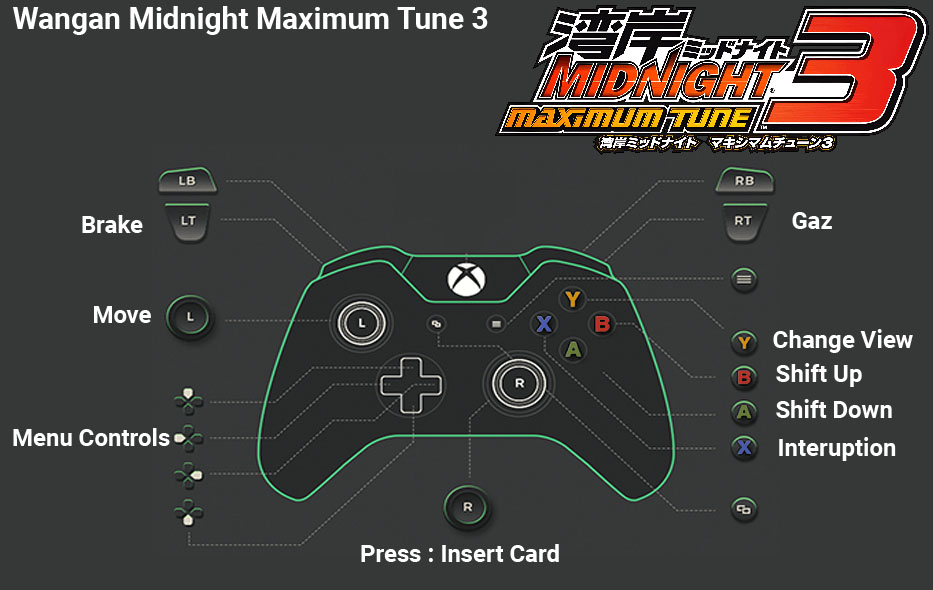 Wangan Midnight Maximum Tune 3
湾岸ミッドナイト
MIDNIGHT 3
MAXIMUM TUNE
TM
湾岸ミッドナイト マキシマムチューン3
LB
RB
LT
Brake
RT
Gaz
L
Move
L
Y
X
B
A
R
Y
Change View
B
Shift Up
A
Shift Down
X
Interuption
Menu Controls
R
Press : Insert Card